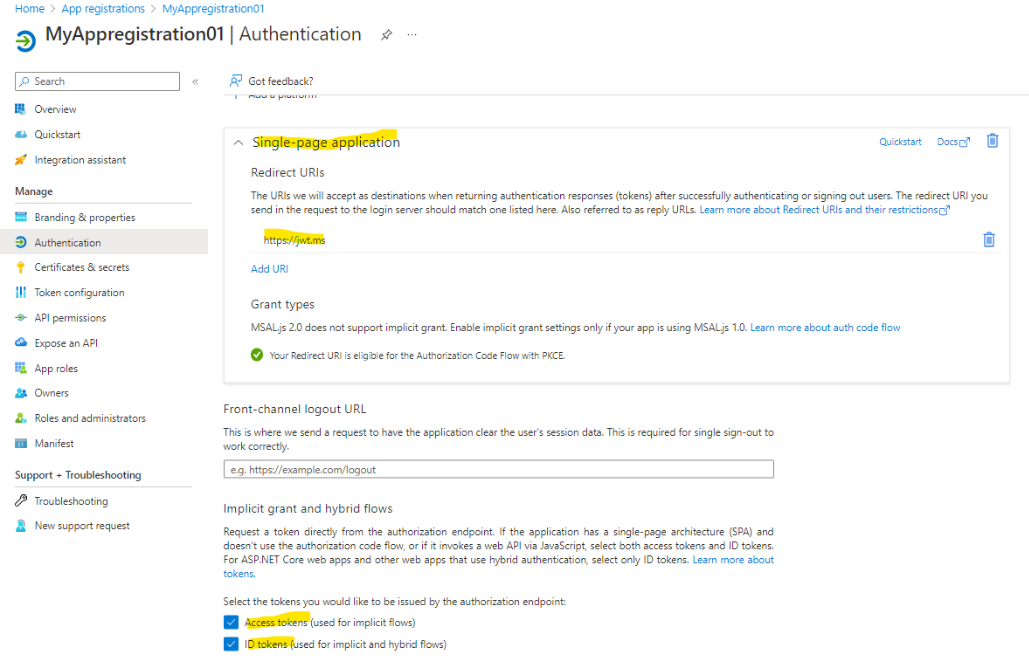 Home > App registrations > MyAppregistration01
MyAppregistration01 | Authentication
Search
«
Got feedback?
Overview
Quickstart
Integration assistant
Manage
Branding & properties
Authentication
Certificates & secrets
Token configuration
API permissions
Expose an API
App roles
Owners
Roles and administrators
Manifest
Support + Troubleshooting
Troubleshooting
New support request
Add a platform
Single-page application
Quickstart
Docs
Redirect URIs
The URIs we will accept as destinations when returning authentication responses (tokens) after successfully authenticating or signing out users. The redirect URI you
send in the request to the login server should match one listed here. Also referred to as reply URLs. Learn more about Redirect URIs and their restrictions
https://jwt.ms
Add URI
Grant types
MSAL.js 2.0 does not support implicit grant. Enable implicit grant settings only if your app is using MSAL.js 1.0. Learn more about auth code flow
Your Redirect URI is eligible for the Authorization Code Flow with PKCE.
Front-channel logout URL
This is where we send a request to have the application clear the user's session data. This is required for single sign-out to
work correctly.
e.g. https://example.com/logout
Implicit grant and hybrid flows
Request a token directly from the authorization endpoint. If the application has a single-page architecture (SPA) and
doesn't use the authorization code flow, or if it invokes a web API via JavaScript, select both access tokens and ID tokens.
For ASP.NET Core web apps and other web apps that use hybrid authentication, select only ID tokens. Learn more about
tokens.
Select the tokens you would like to be issued by the authorization endpoint:
Access tokens (used for implicit flows)
ID tokens (used for implicit and hybrid flows)